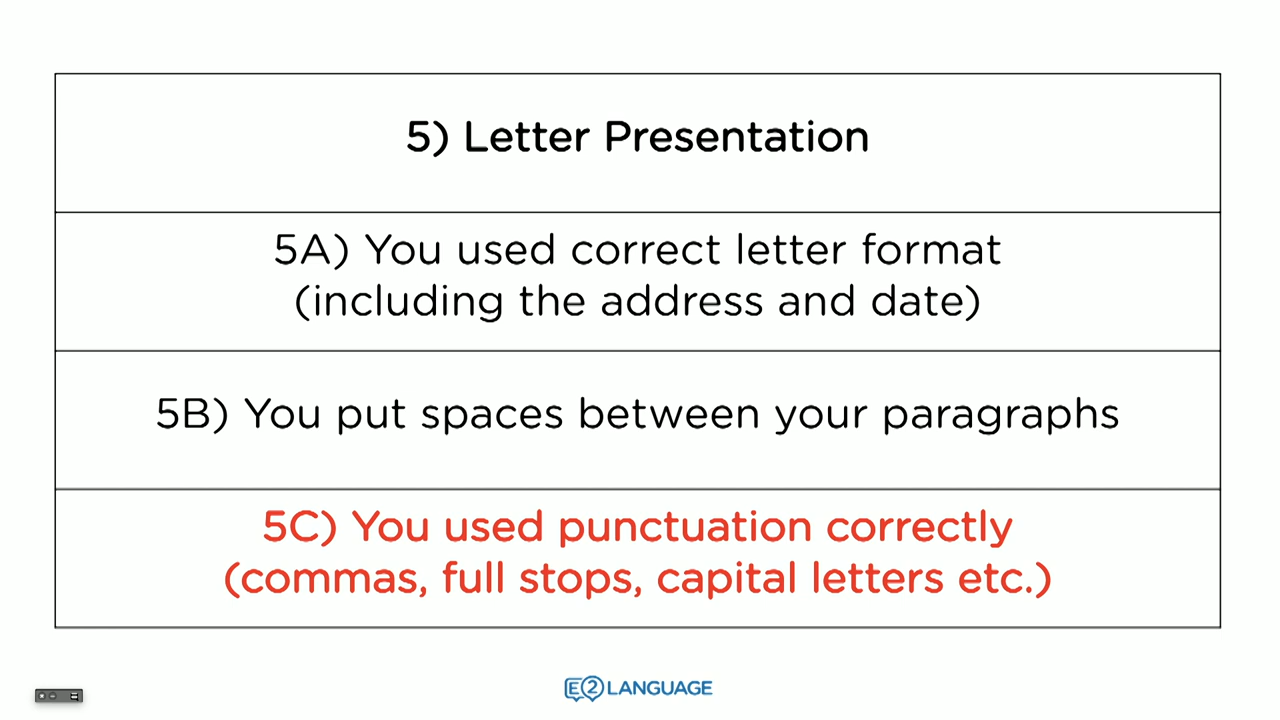 5) Letter Presentation
5A) You used correct letter format
(including the address and date)
5B) You put spaces between your paragraphs
5C) You used punctuation correctly
(commas, full stops, capital letters etc.)
E2 LANGUAGE